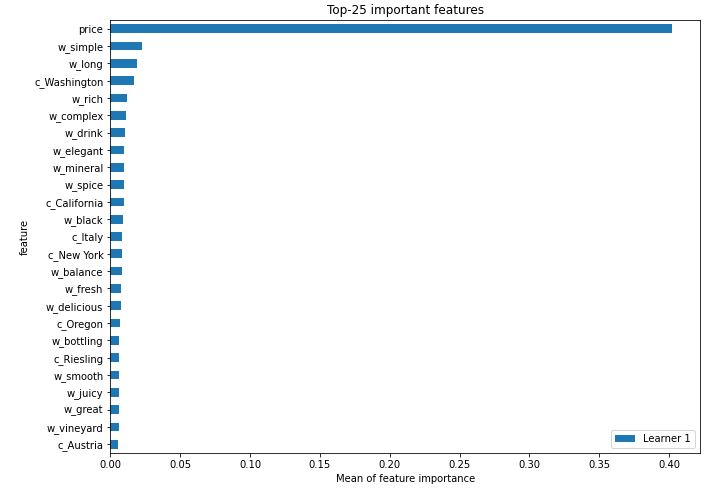 Top-25 important features
price
w_simple
w_long
c_Washington
w_rich
w_complex
w_drink
w_elegant
w_mineral
w_spice
c_California
w_black
c_Italy
c_New York
w_balance
w_fresh
w_delicious
c_Oregon
w_bottling
c_Riesling
w_smooth
w_juicy
w_great
w_vineyard
c_Austria
feature
Learner 1
0.00 0.05 0.10 0.15 0.20 0.25 0.30 0.35 0.40
Mean of feature importance